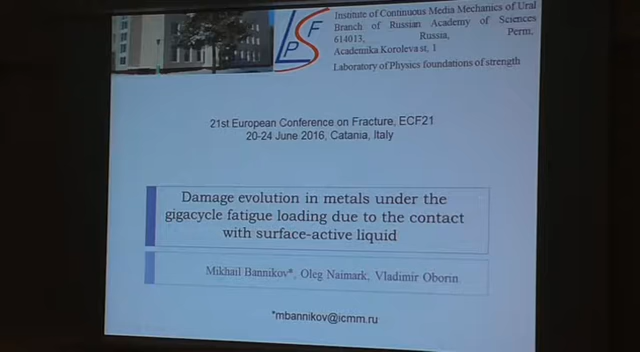 Institute of Continuous Media Mechanics of Ural
Branch of Russian Academy of Sciences
614013, Russia, Perm,
Academika Koroleva st, 1
Laboratory of Physics foundations of strength
LPSF
21st European Conference on Fracture, ECF21
20-24 June 2016, Catania, Italy
Damage evolution in metals under the
gigacycle fatigue loading due to the contact
with surface-active liquid
Mikhail Bannikov*, Oleg Naimark, Vladimir Oborin
*mbannikov@icmm.ru